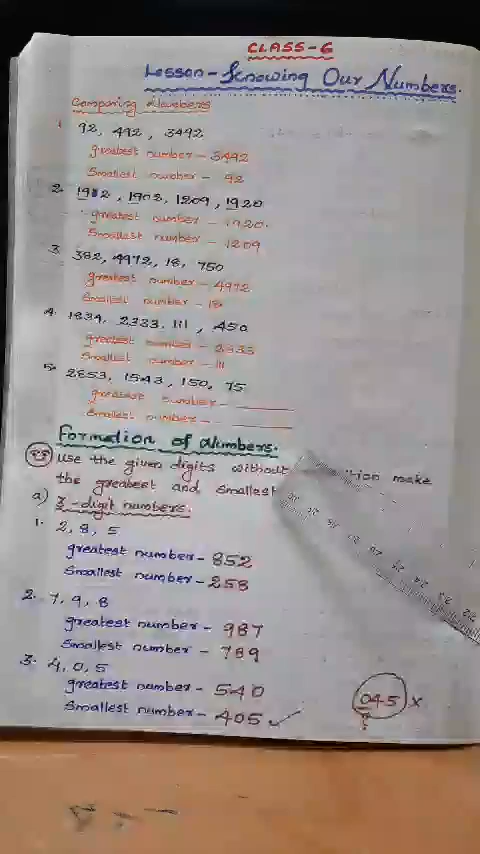 CLASS-6
Lesson - Knowing Our Numbers.
Comparing Numbers
1. 92, 492, 3492
greatest number - 3492
Smallest number - 92
2. 1902, 1209, 1920
greatest number - 1920.
Smallest number - 1209
3. 382, 4972, 18, 750
greatest number - 4972
Smallest number - 18
4. 1834, 2333, 111, 450
greatest number - 2333
Smallest number - 111
5. 2853, 1543, 150, 75
greatest number -
Smallest number -
Formation of Numbers.
Use the given digits without make
the greatest and smallest
a) 3-digit numbers.
1. 2, 8, 5
greatest number - 852
Smallest number - 258
2. 7, 9, 8
greatest number - 987
Smallest number - 789
3. 4, 0, 5
greatest number - 540
Smallest number - 405 ✓
045 ×